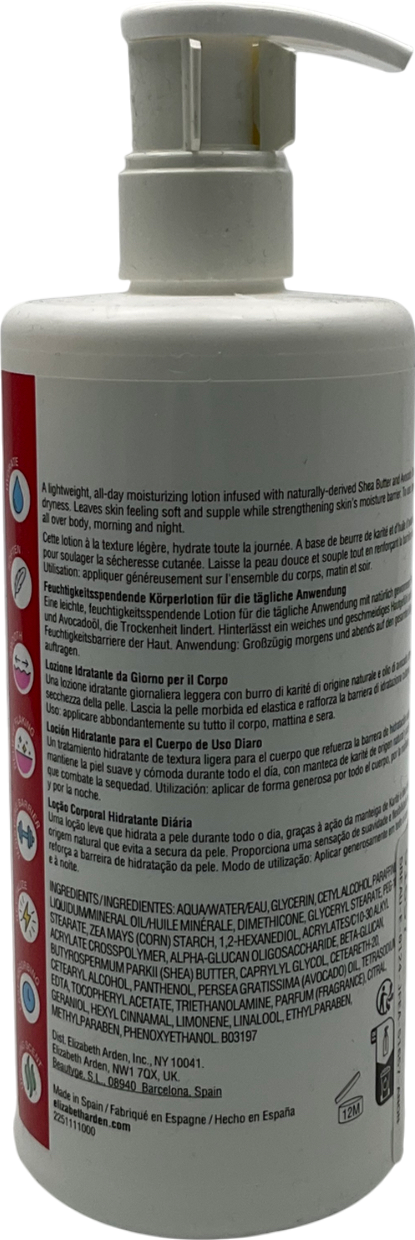 A lightweight, all-day moisturizing lotion infused with naturally-derived Shea Butter and
dryness. Leaves skin feeling soft and supple while strengthening skin's moisture barrier.
all over body, morning and night.
Cette lotion à la texture légère, hydrate toute la journée. A base de beurre de karité et d'huile
pour soulager la sécheresse cutanée. Laisse la peau douce et souple tout en renforçant la
Utilisation: appliquer généreusement sur l'ensemble du corps, matin et soir.
Feuchtigkeitsspendende Körperlotion für die tägliche Anwendung
Eine leichte, feuchtigkeitsspendende Lotion für die tägliche Anwendung mit natürlich
und Avocadoöl, die Trockenheit lindert. Hinterlässt ein weiches und geschmeidiges Hautgefühl
Feuchtigkeitsbarriere der Haut. Anwendung: Großzügig morgens und abends auf den
auftragen.
Lozione Idratante da Giorno per il Corpo
Una lozione idratante giornaliera leggera con burro di karité di origine naturale e olio di
secchezza della pelle. Lascia la pelle morbida ed elastica e rafforza la barriera di idratazione
Uso: applicare abbondantemente su tutto il corpo, mattina e sera.
Loción Hidratante para el Cuerpo de Uso Diaro
Un tratamiento hidratante de textura ligera para el cuerpo que refuerza la barrera de
mantiene la piel suave y cómoda durante todo el día, con manteca de karité de origen
que combate la sequedad. Utilización: aplicar de forma generosa por todo el cuerpo, por
y por la noche.
Loção Corporal Hidratante Diária
Uma loção leve que hidrata a pele durante todo o dia, graças à ação da manteiga de Karité
origem natural que evita a secura da pele. Proporciona uma sensação de suavidade e
reforça a barreira de hidratação da pele. Modo de utilização: Aplicar generosamente em
e à noite.
INGREDIENTS/INGREDIENTES: AQUA/WATER/EAU, GLYCERIN, CETYL ALCOHOL, PARAFFINUM
LIQUIDUM/MINERAL OIL/HUILE MINÉRALE, DIMETHICONE, GLYCERYL STEARATE,
STEARATE, ZEA MAYS (CORN) STARCH, 1,2-HEXANEDIOL, ACRYLATES/C10-30 ALKYL
ACRYLATE CROSSPOLYMER, ALPHA-GLUCAN OLIGOSACCHARIDE, BETA-GLUCAN,
BUTYROSPERMUM PARKII (SHEA) BUTTER, CAPRYLYL GLYCOL, CETEARETH-20,
CETEARYL ALCOHOL, PANTHENOL, PERSEA GRATISSIMA (AVOCADO) OIL, TETRASODIUM
EDTA, TOCOPHERYL ACETATE, TRIETHANOLAMINE, PARFUM (FRAGRANCE), CITRAL,
GERANIOL, HEXYL CINNAMAL, LIMONENE, LINALOOL, ETHYLPARABEN,
METHYLPARABEN, PHENOXYETHANOL. B03197
Dist. Elizabeth Arden, Inc., NY 10041.
Elizabeth Arden, NW1 7QX, UK.
Beautype, S.L., 08940 Barcelona, Spain
Made in Spain / Fabriqué en Espagne / Hecho en España
elizabetharden.com
2251111000
12M